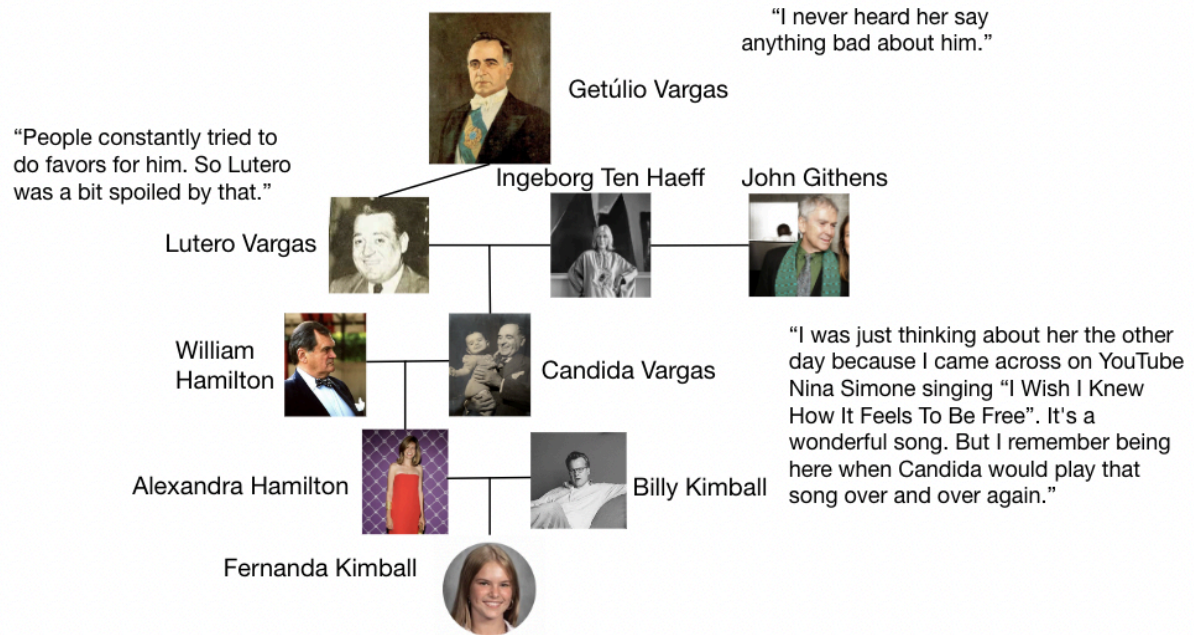 “I never heard her say
anything bad about him.”
Getúlio Vargas
“People constantly tried to
do favors for him. So Lutero
was a bit spoiled by that.”
Ingeborg Ten Haeff
John Githens
Lutero Vargas
William
Hamilton
Candida Vargas
“I was just thinking about her the other
day because I came across on YouTube
Nina Simone singing “I Wish I Knew
How It Feels To Be Free”. It's a
wonderful song. But I remember being
here when Candida would play that
song over and over again.”
Alexandra Hamilton
Billy Kimball
Fernanda Kimball